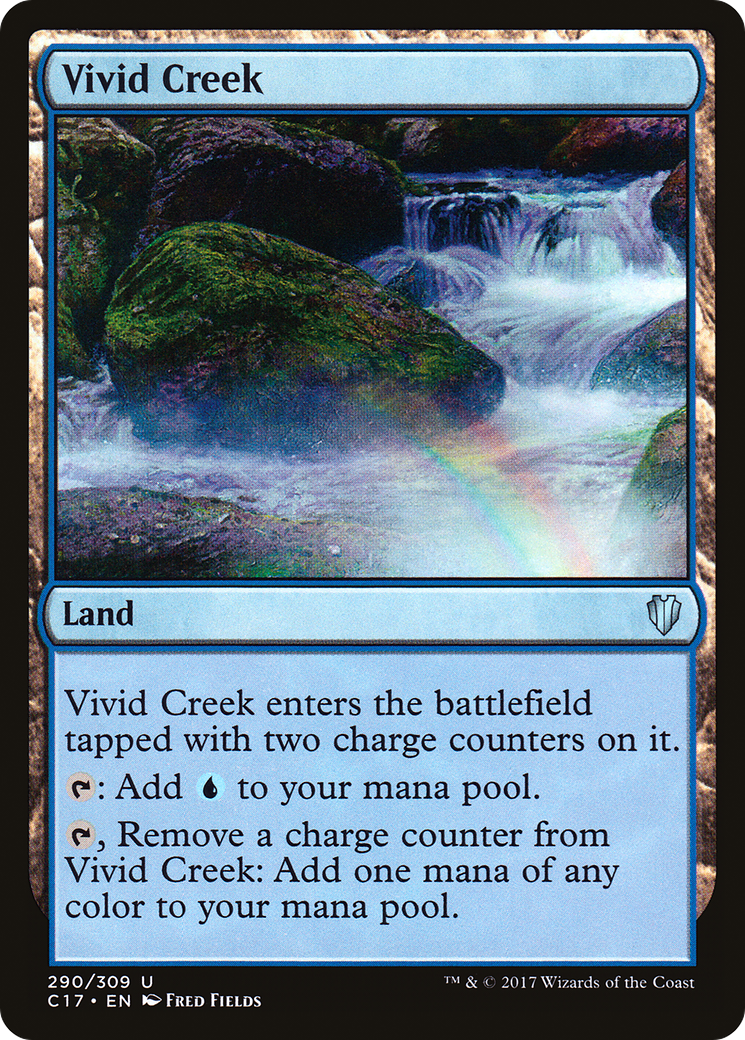 Vivid Creek
Land
Vivid Creek enters the battlefield
tapped with two charge counters on it.
: Add to your mana pool.
, Remove a charge counter from
Vivid Creek: Add one mana of any
color to your mana pool.
290/309 U
™ & © 2017 Wizards of the Coast
C17 • EN Fred Fields